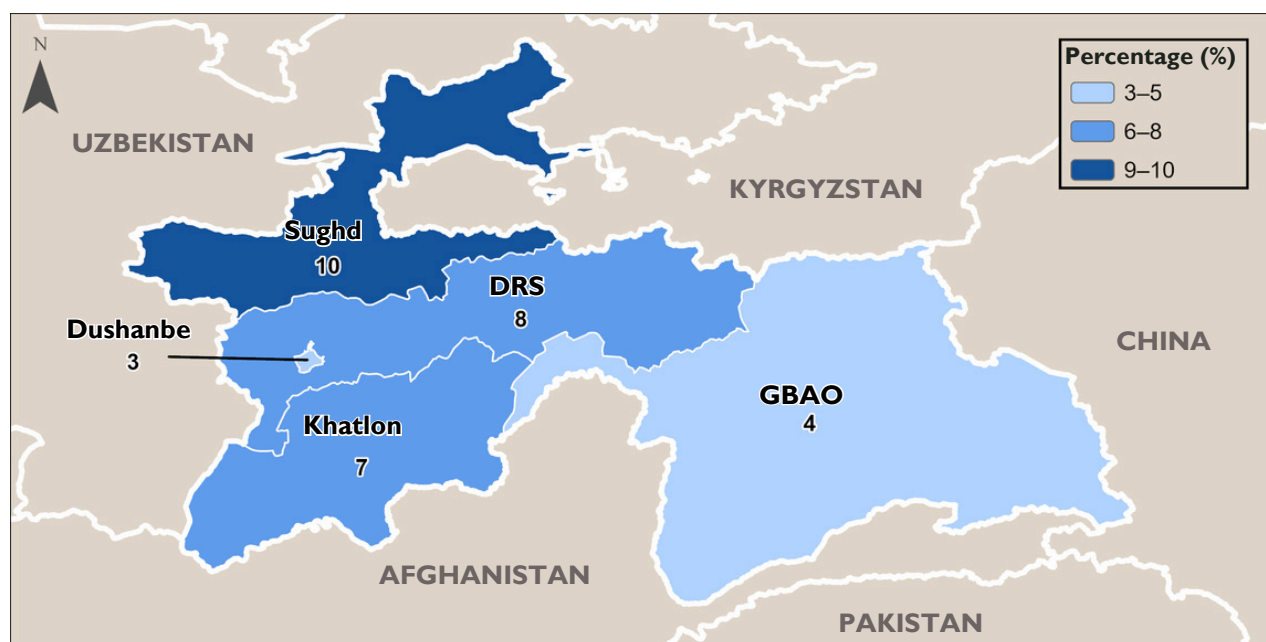 N
Percentage (%)
3–5
6–8
9–10
UZBEKISTAN
KYRGYZSTAN
Sughd
10
DRS
8
Dushanbe
3
CHINA
GBAO
4
Khatlon
7
AFGHANISTAN
PAKISTAN